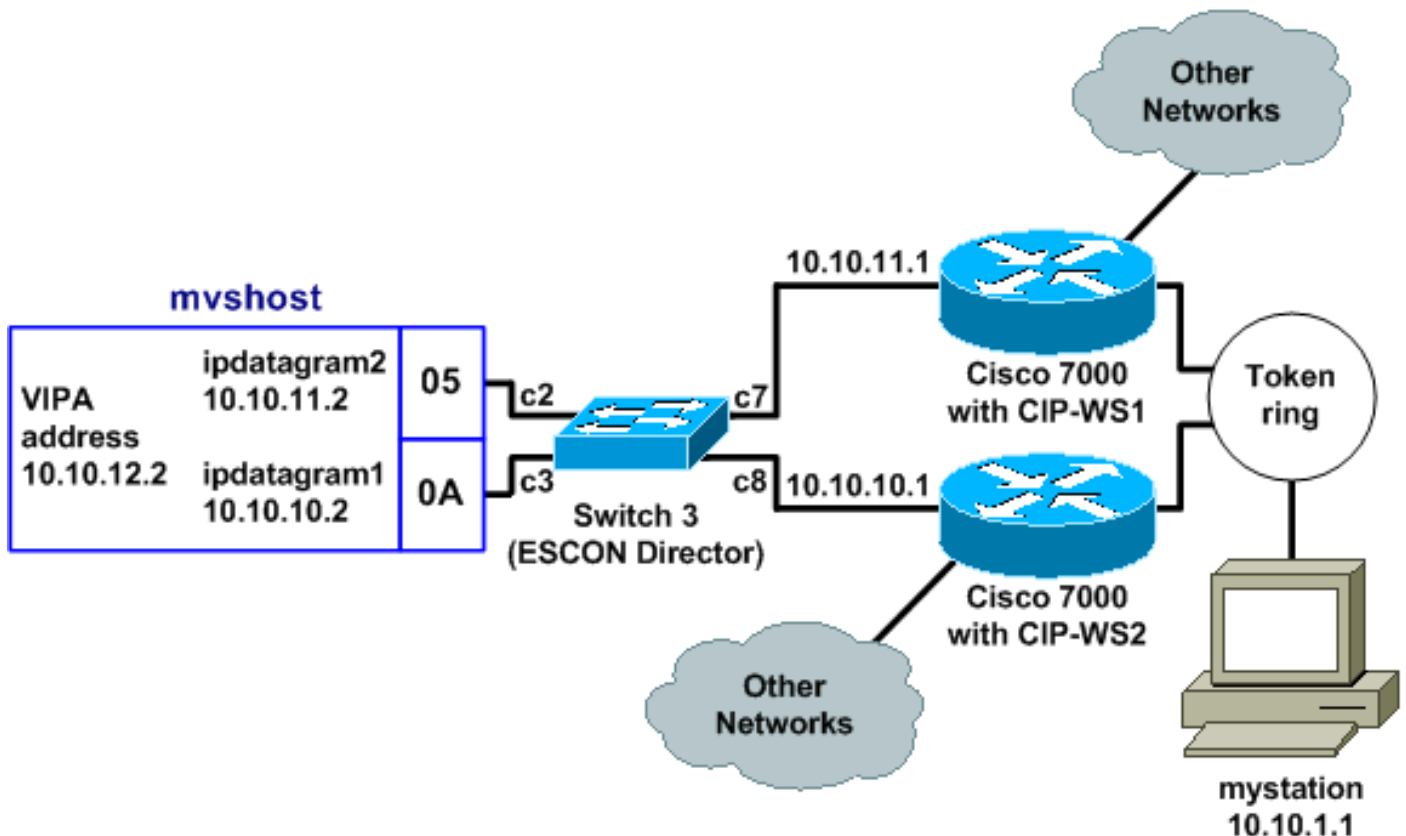 Other
Networks
mvshost
VIPA
address
10.10.12.2
ipdatagram2
10.10.11.2
ipdatagram1
10.10.10.2
05
0A
c2
c3
c7
c8
10.10.11.1
10.10.10.1
Switch 3
(ESCON Director)
Cisco 7000
with CIP-WS1
Cisco 7000
with CIP-WS2
Token
ring
Other
Networks
mystation
10.10.1.1